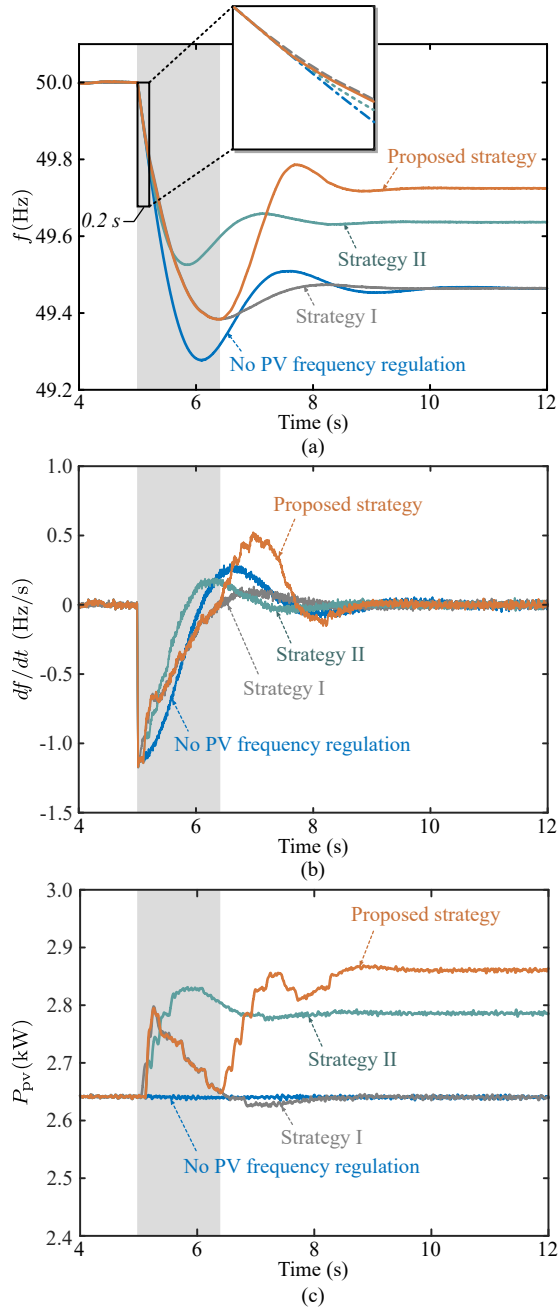 50.0
49.8
49.6
49.4
49.2
f (Hz)
0.2 s
Proposed strategy
Strategy II
Strategy I
No PV frequency regulation
4 6 8 10 12
Time (s)
(a)
1.0
0.5
0
-0.5
-1.0
-1.5
df/dt (Hz/s)
Proposed strategy
Strategy II
Strategy I
No PV frequency regulation
4 6 8 10 12
Time (s)
(b)
3.0
2.9
2.8
2.7
2.6
2.5
2.4
Ppv (kW)
Proposed strategy
Strategy II
Strategy I
No PV frequency regulation
4 6 8 10 12
Time (s)
(c)